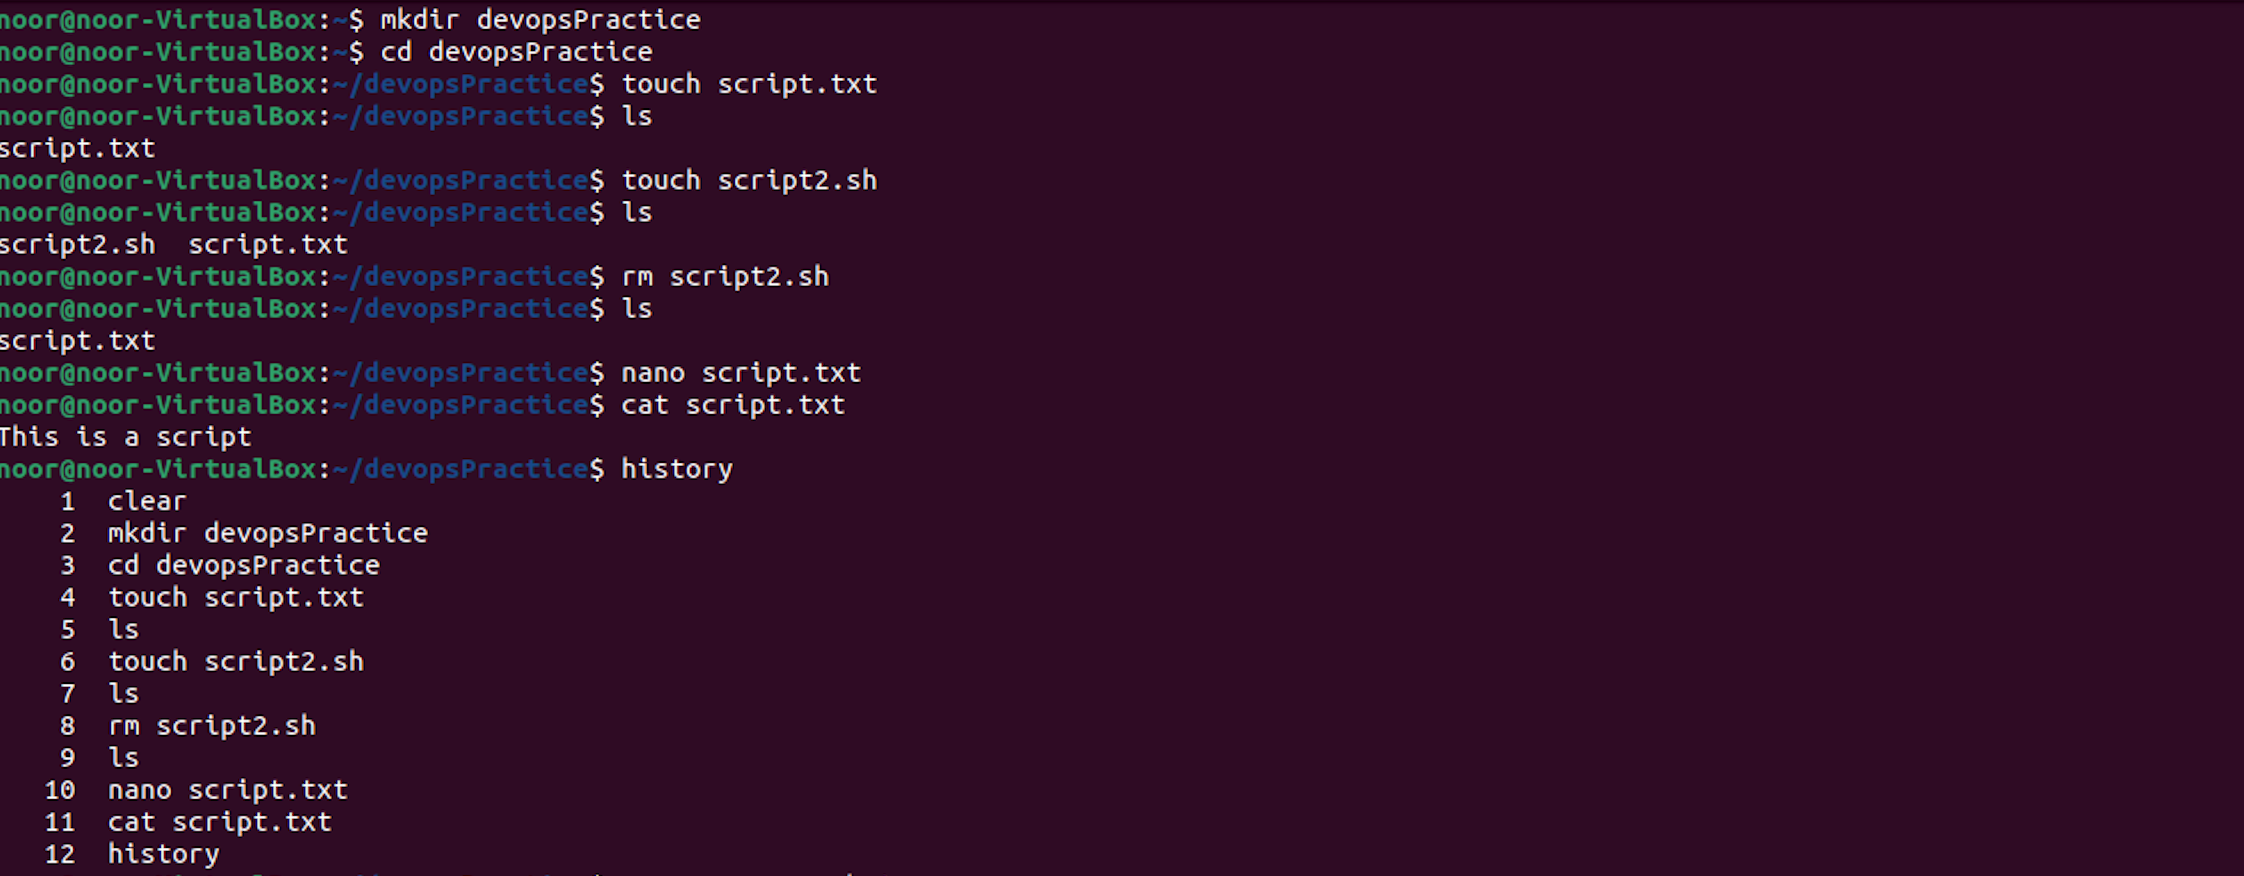 noor@noor-VirtualBox:~$ mkdir devopsPractice
noor@noor-VirtualBox:~$ cd devopsPractice
noor@noor-VirtualBox:~/devopsPractice$ touch script.txt
noor@noor-VirtualBox:~/devopsPractice$ ls
script.txt
noor@noor-VirtualBox:~/devopsPractice$ touch script2.sh
noor@noor-VirtualBox:~/devopsPractice$ ls
script2.sh  script.txt
noor@noor-VirtualBox:~/devopsPractice$ rm script2.sh
noor@noor-VirtualBox:~/devopsPractice$ ls
script.txt
noor@noor-VirtualBox:~/devopsPractice$ nano script.txt
noor@noor-VirtualBox:~/devopsPractice$ cat script.txt
This is a script
noor@noor-VirtualBox:~/devopsPractice$ history
    1  clear
    2  mkdir devopsPractice
    3  cd devopsPractice
    4  touch script.txt
    5  ls
    6  touch script2.sh
    7  ls
    8  rm script2.sh
    9  ls
   10  nano script.txt
   11  cat script.txt
   12  history